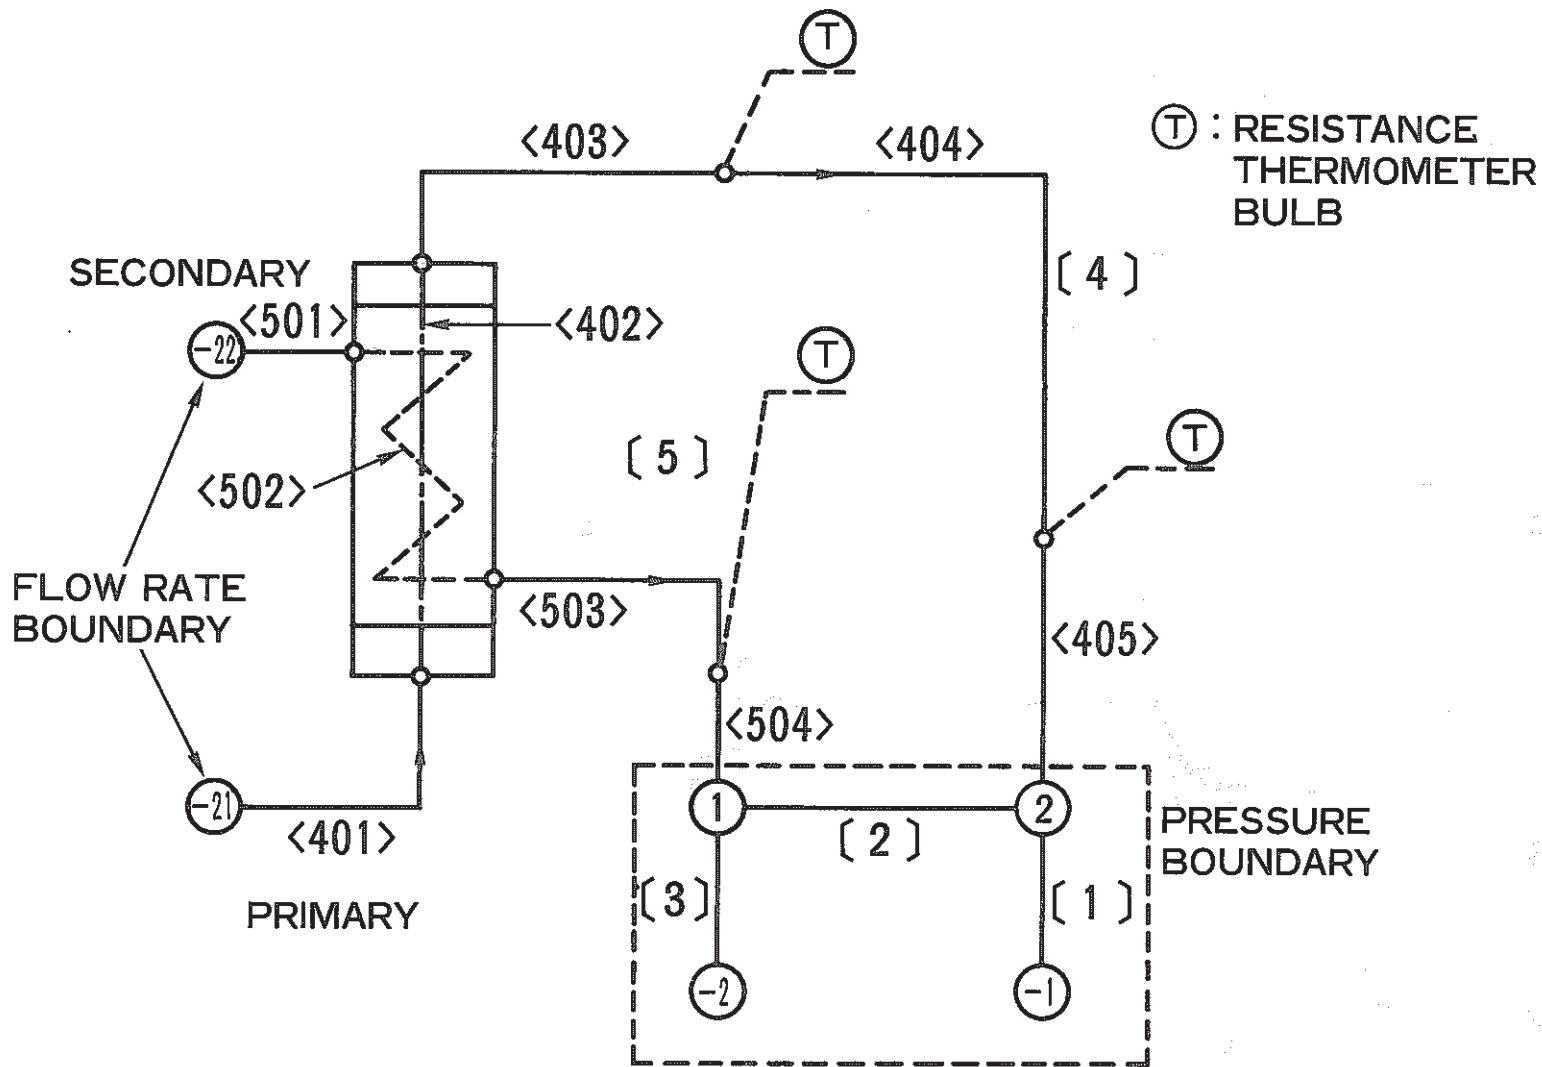 T
<403>
<404>
T : RESISTANCE
THERMOMETER
BULB
SECONDARY
[ 4 ]
<501>
<402>
-22
T
[ 5 ]
T
<502>
FLOW RATE
BOUNDARY
<503>
<405>
<504>
-21
1
2
<401>
[ 2 ]
PRESSURE
BOUNDARY
[ 3 ]
[ 1 ]
PRIMARY
-2
-1